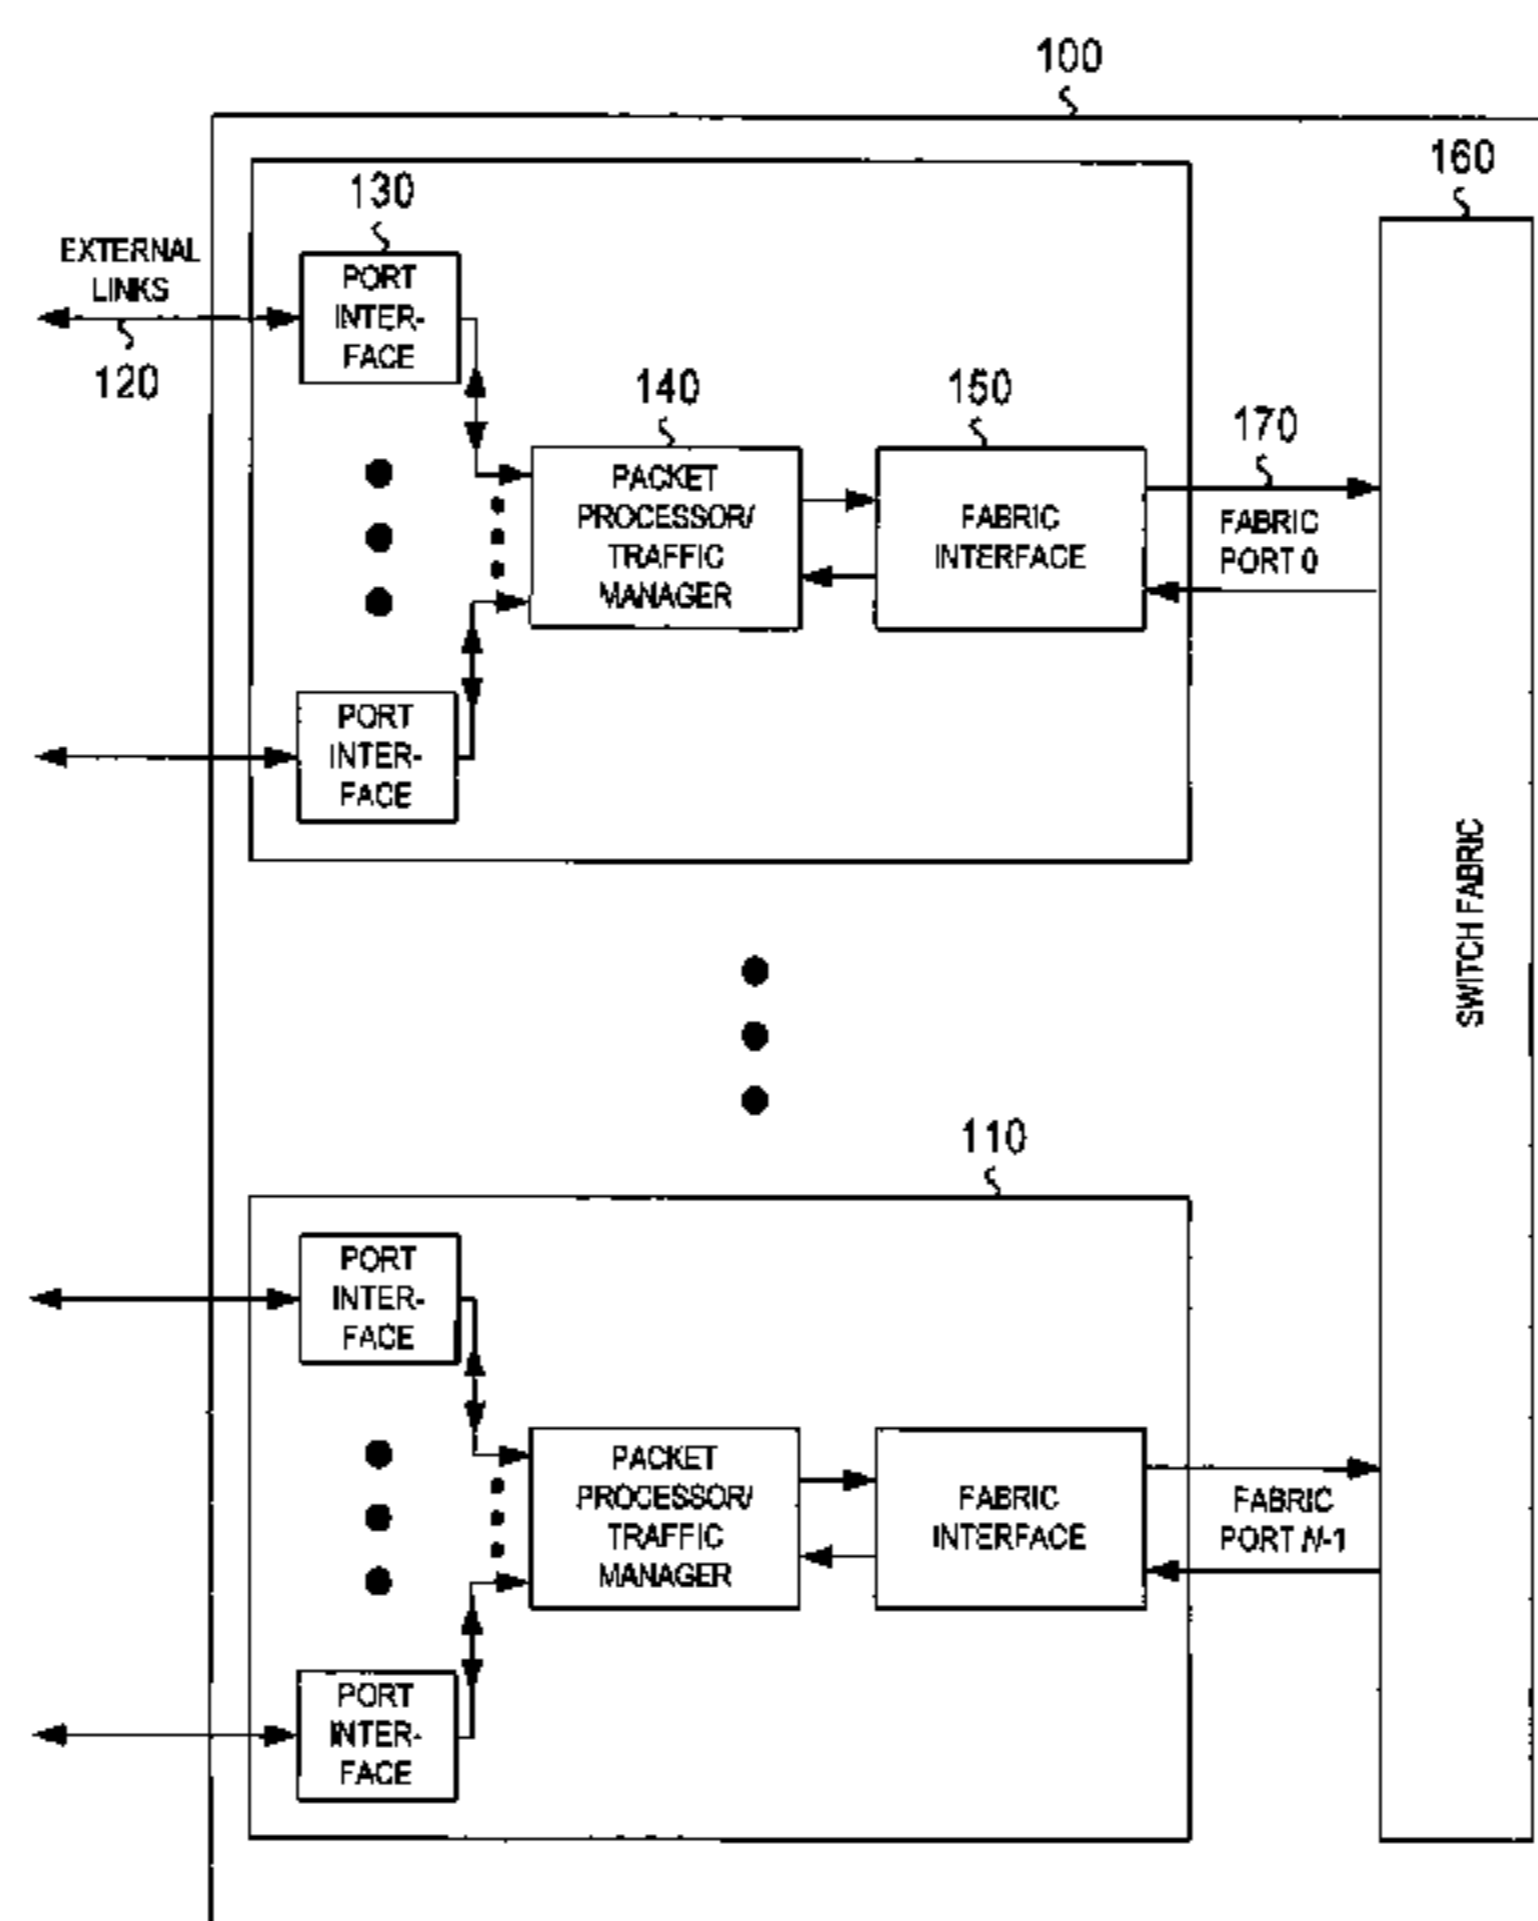 100
160
130
EXTERNAL
LINKS
120
PORT
INTER-
FACE
140
150
170
PACKET
PROCESSOR/
TRAFFIC
MANAGER
FABRIC
INTERFACE
FABRIC
PORT 0
PORT
INTER-
FACE
SWITCH FABRIC
110
PORT
INTER-
FACE
PACKET
PROCESSOR/
TRAFFIC
MANAGER
FABRIC
INTERFACE
FABRIC
PORT N-1
PORT
INTER-
FACE